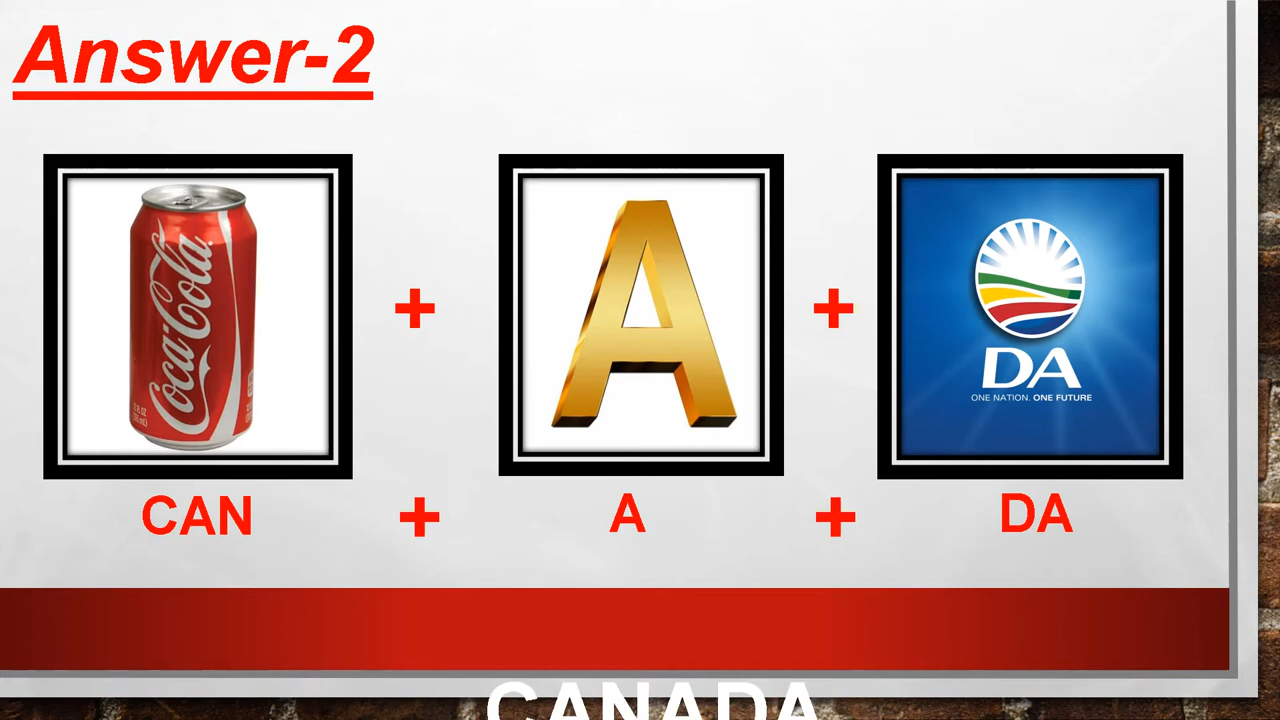 Answer-2
Coca-Cola
+
A
+
DA
ONE NATION. ONE FUTURE
CAN
+
A
+
DA
CANADA